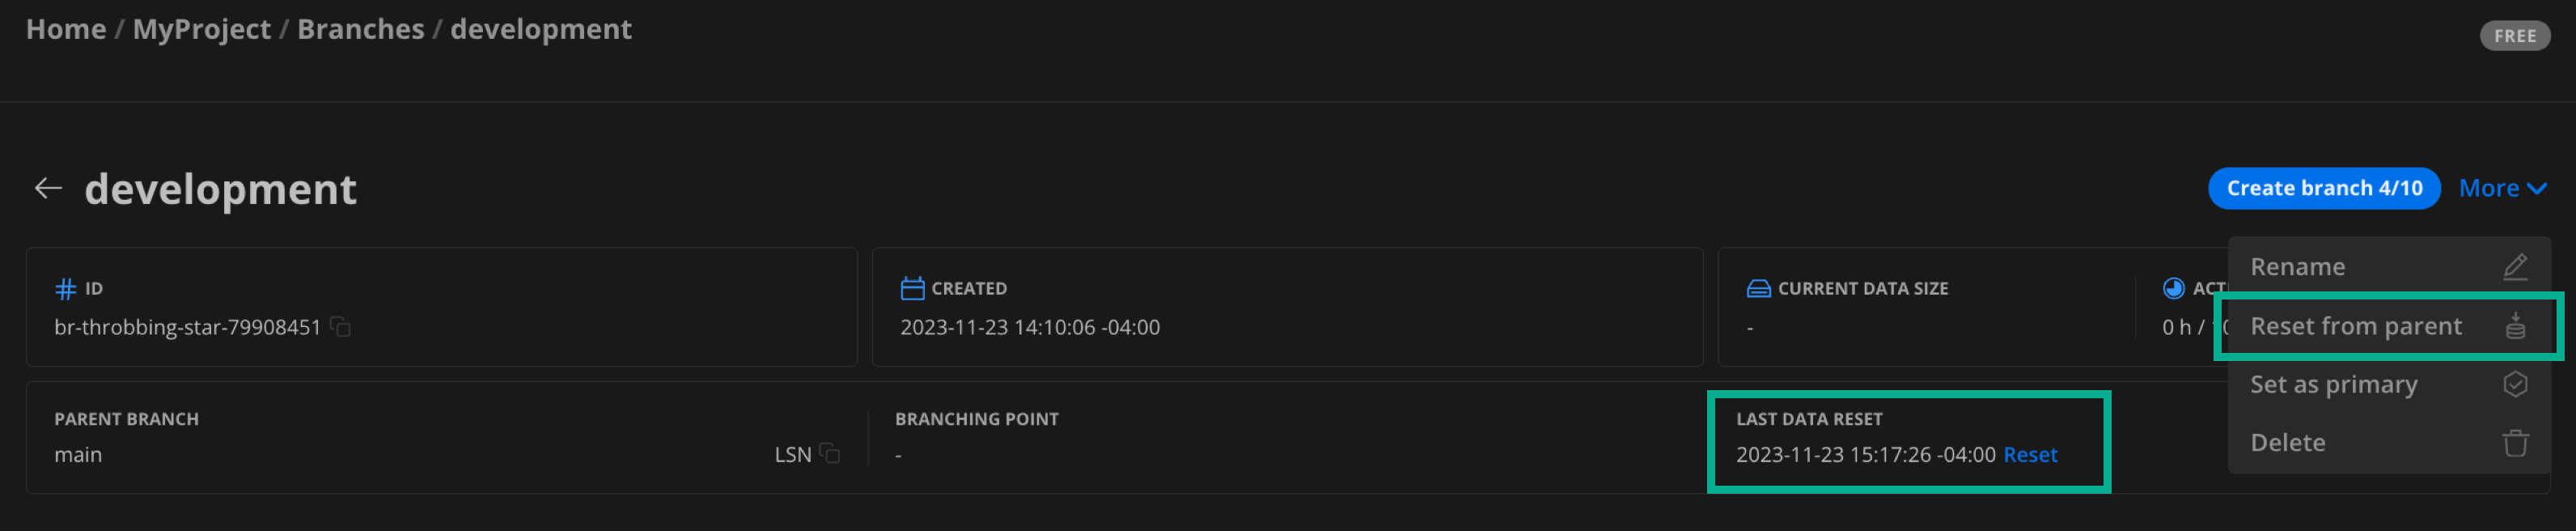 Home / MyProject / Branches / development
FREE
development
Create branch 4/10
More
ID
br-throbbing-star-79908451
CREATED
2023-11-23 14:10:06 -04:00
CURRENT DATA SIZE
-
0 h /
Rename
Reset from parent
Set as primary
Delete
PARENT BRANCH
main
LSN
BRANCHING POINT
-
LAST DATA RESET
2023-11-23 15:17:26 -04:00 Reset